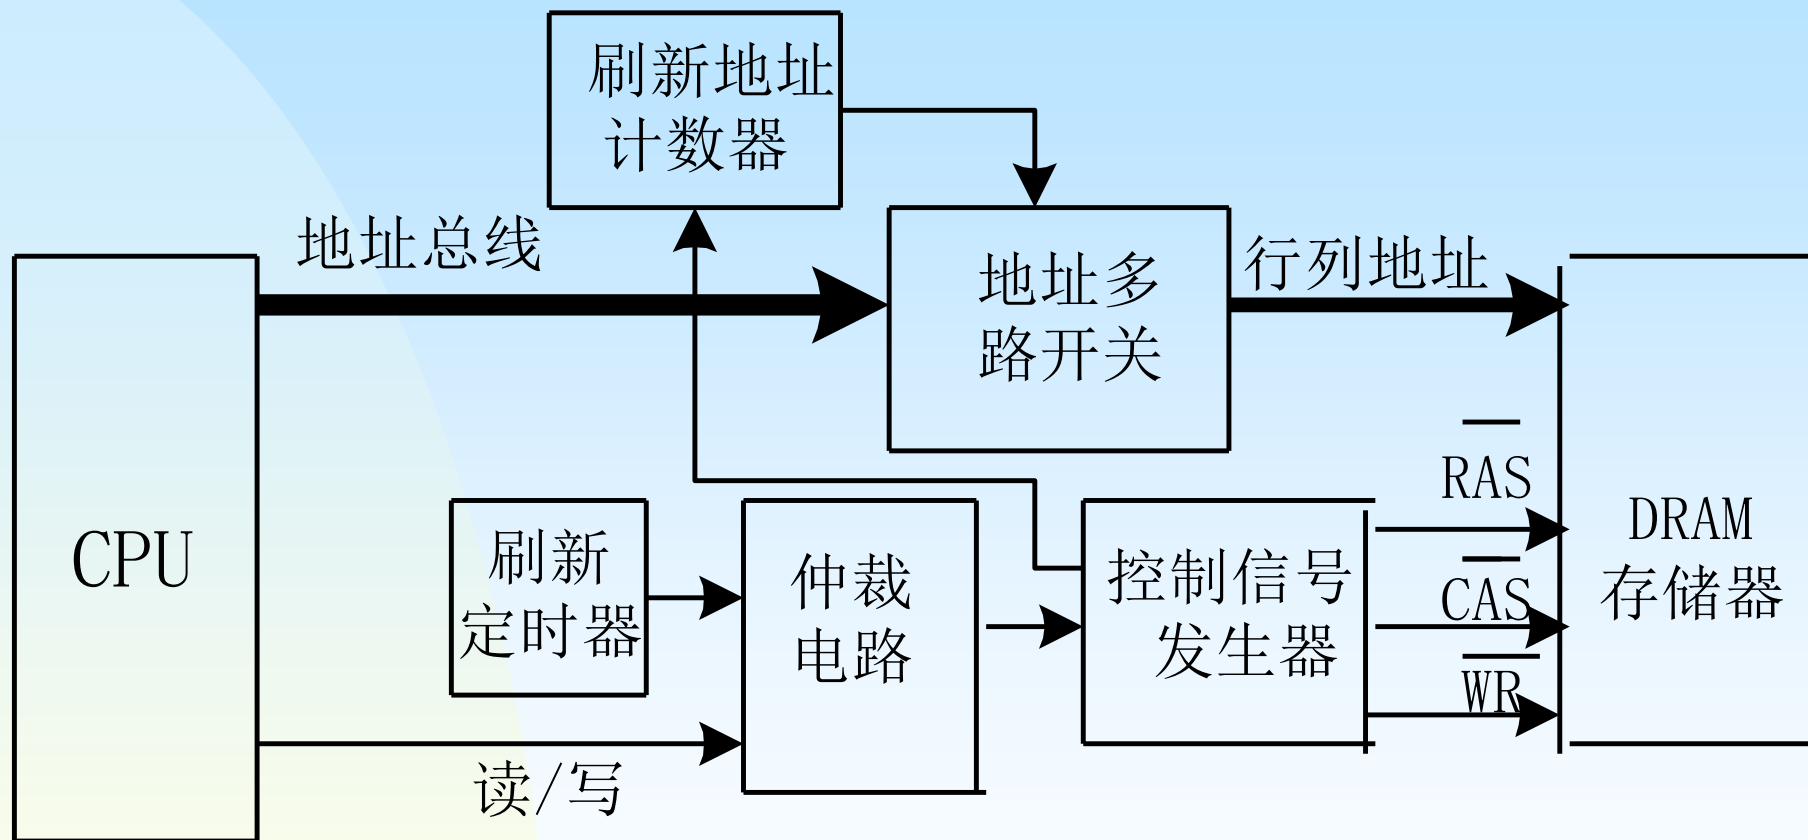 刷新地址
计数器
地址总线
地址多
路开关
行列地址
CPU
刷新
定时器
仲裁
电路
控制信号
发生器
RAS
CAS
WR
DRAM
存储器
读/写